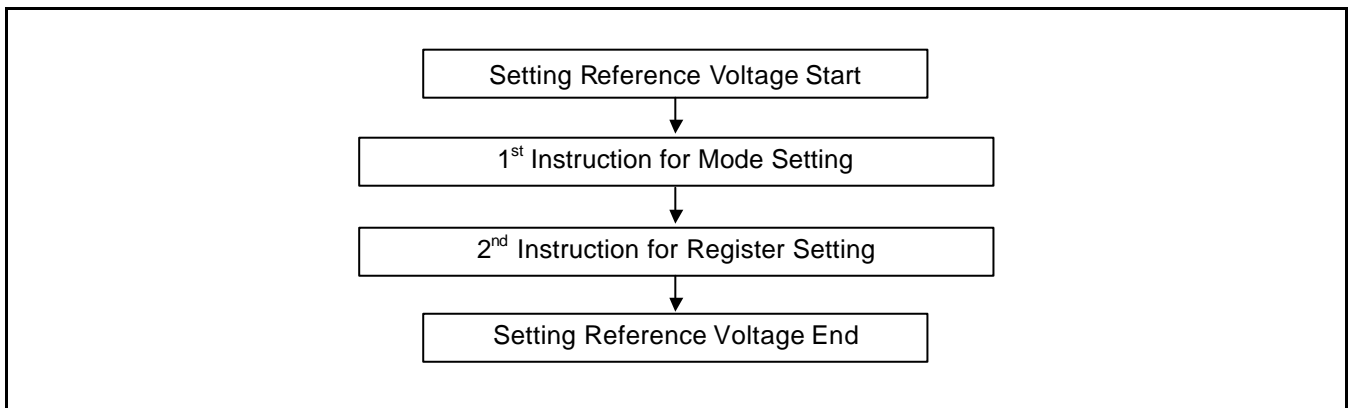 Setting Reference Voltage Start
1st Instruction for Mode Setting
2nd Instruction for Register Setting
Setting Reference Voltage End